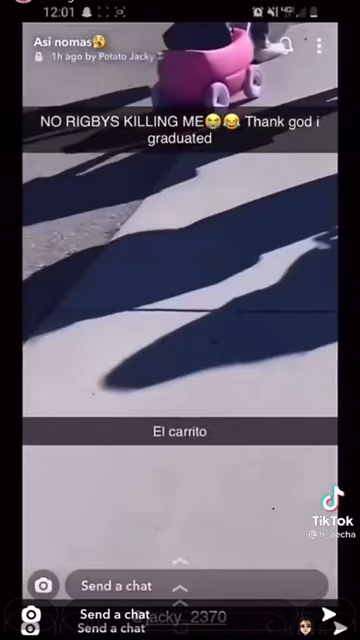 12:01
Asi nomas😰
1h ago by Potato Jacky
NO RIGBYS KILLING ME😭😂 Thank god i
graduated
El carrito
TikTok
Send a chat
Send a chat
Send a chat